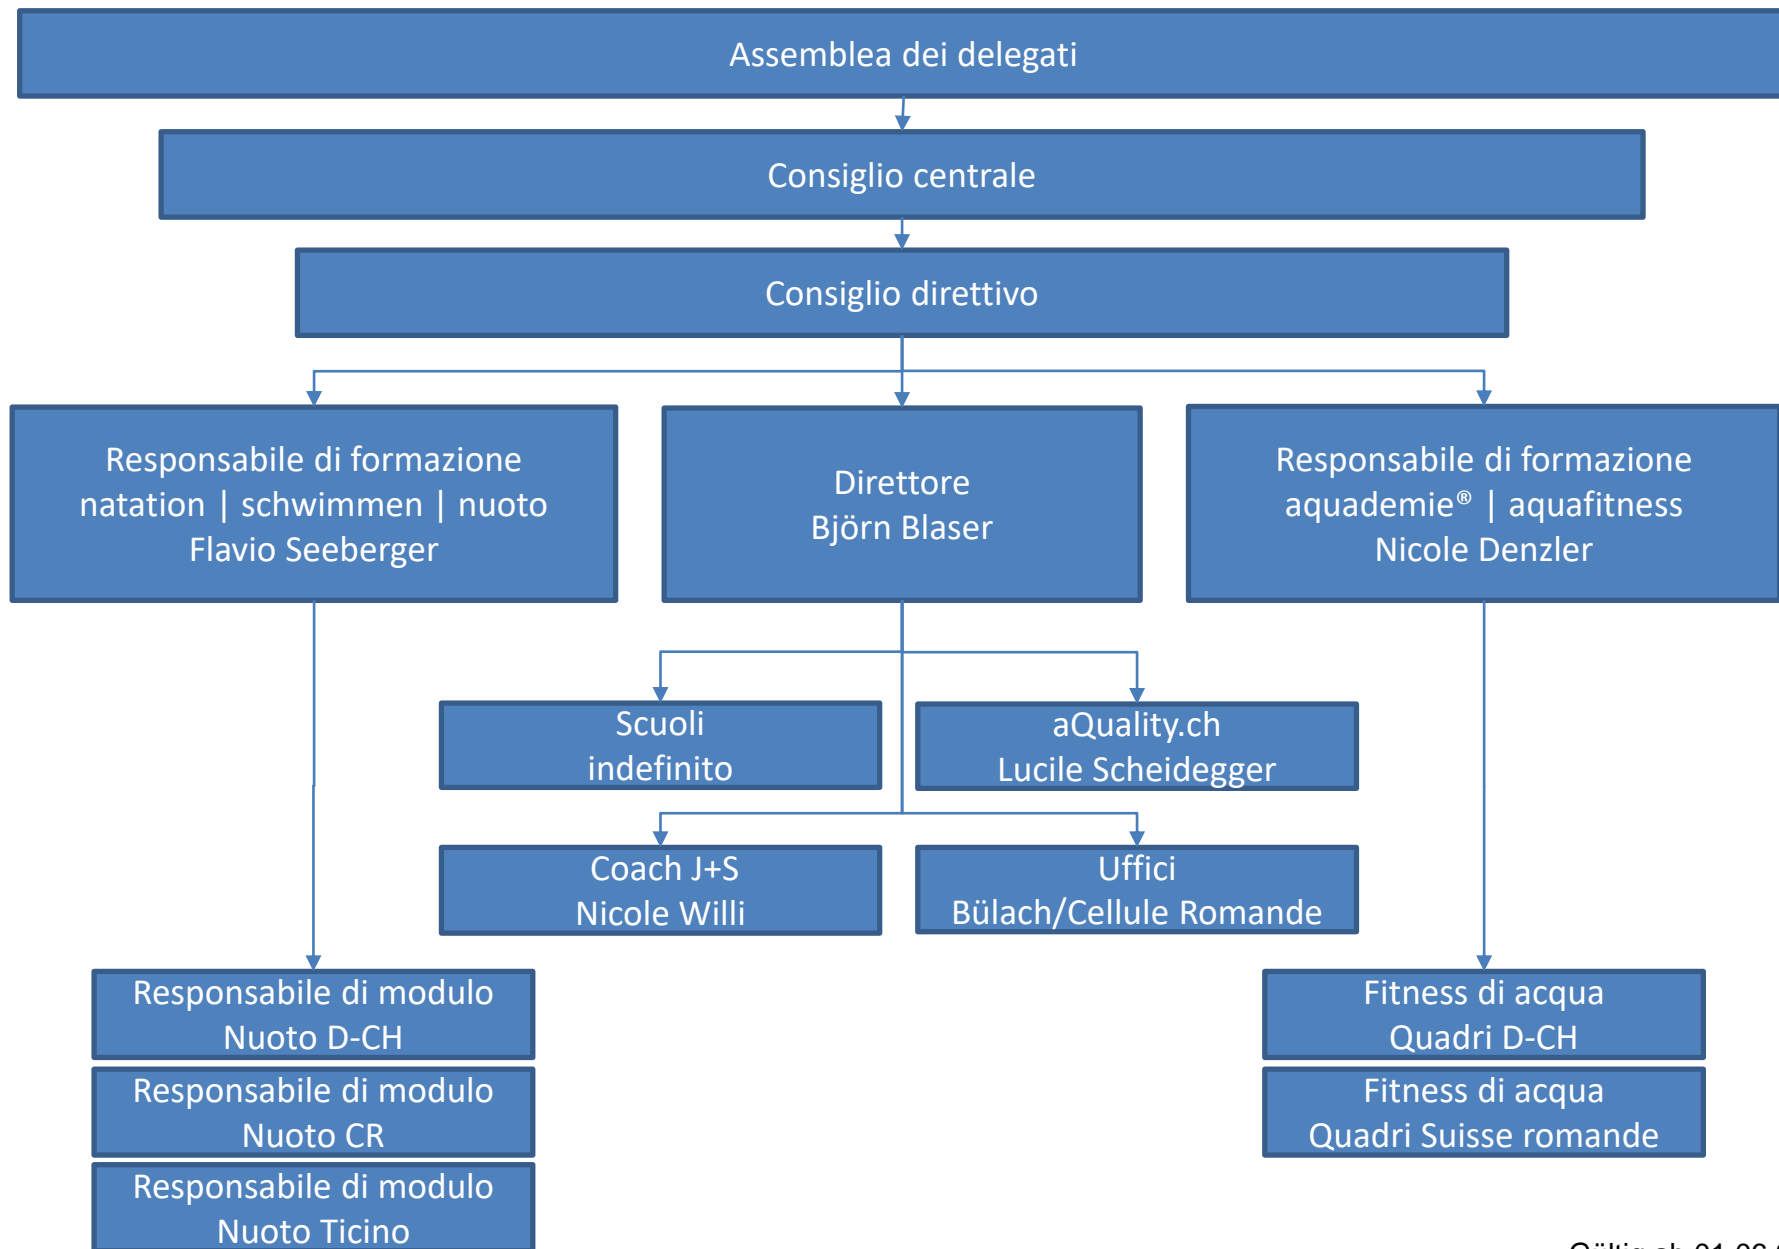 Assemblea dei delegati
Consiglio centrale
Consiglio direttivo
Responsabile di formazione
natation | schwimmen | nuoto
Flavio Seeberger
Direttore
Björn Blaser
Responsabile di formazione
aquademie® | aquafitness
Nicole Denzler
Scuoli
indefinito
aQuality.ch
Lucile Scheidegger
Coach J+S
Nicole Willi
Uffici
Bülach/Cellule Romande
Responsabile di modulo
Nuoto D-CH
Responsabile di modulo
Nuoto CR
Responsabile di modulo
Nuoto Ticino
Fitness di acqua
Quadri D-CH
Fitness di acqua
Quadri Suisse romande
Gültig ab